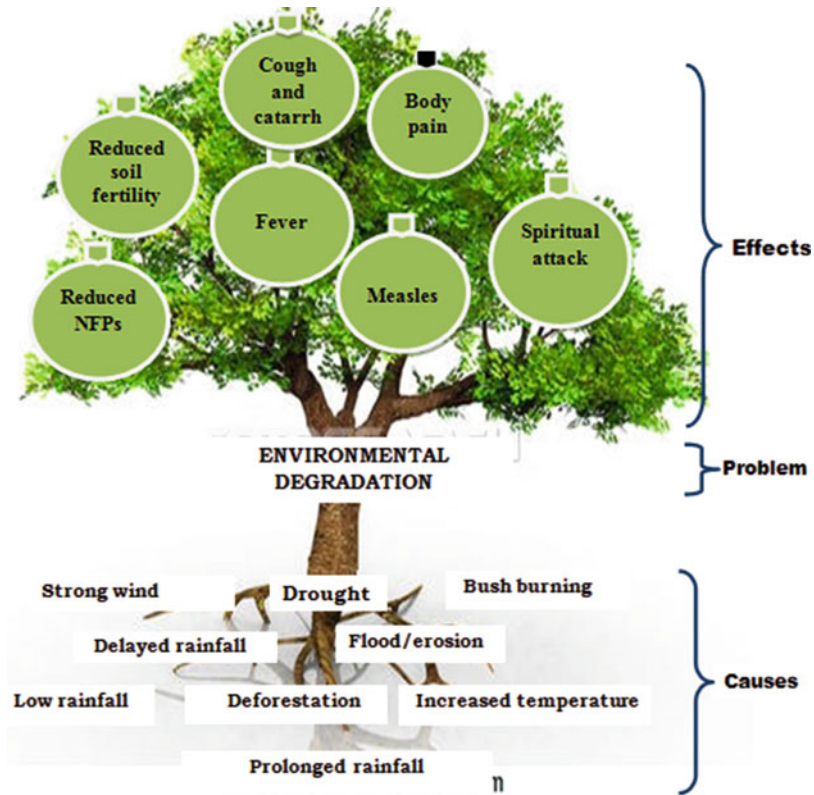 Cough
and
catarrh
Body
pain
Reduced
soil
fertility
Fever
Spiritual
attack
Reduced
NFPs
Measles
Effects
ENVIRONMENTAL
DEGRADATION
Problem
Strong wind
Drought
Bush burning
Delayed rainfall
Flood/erosion
Low rainfall
Deforestation
Increased temperature
Causes
Prolonged rainfall